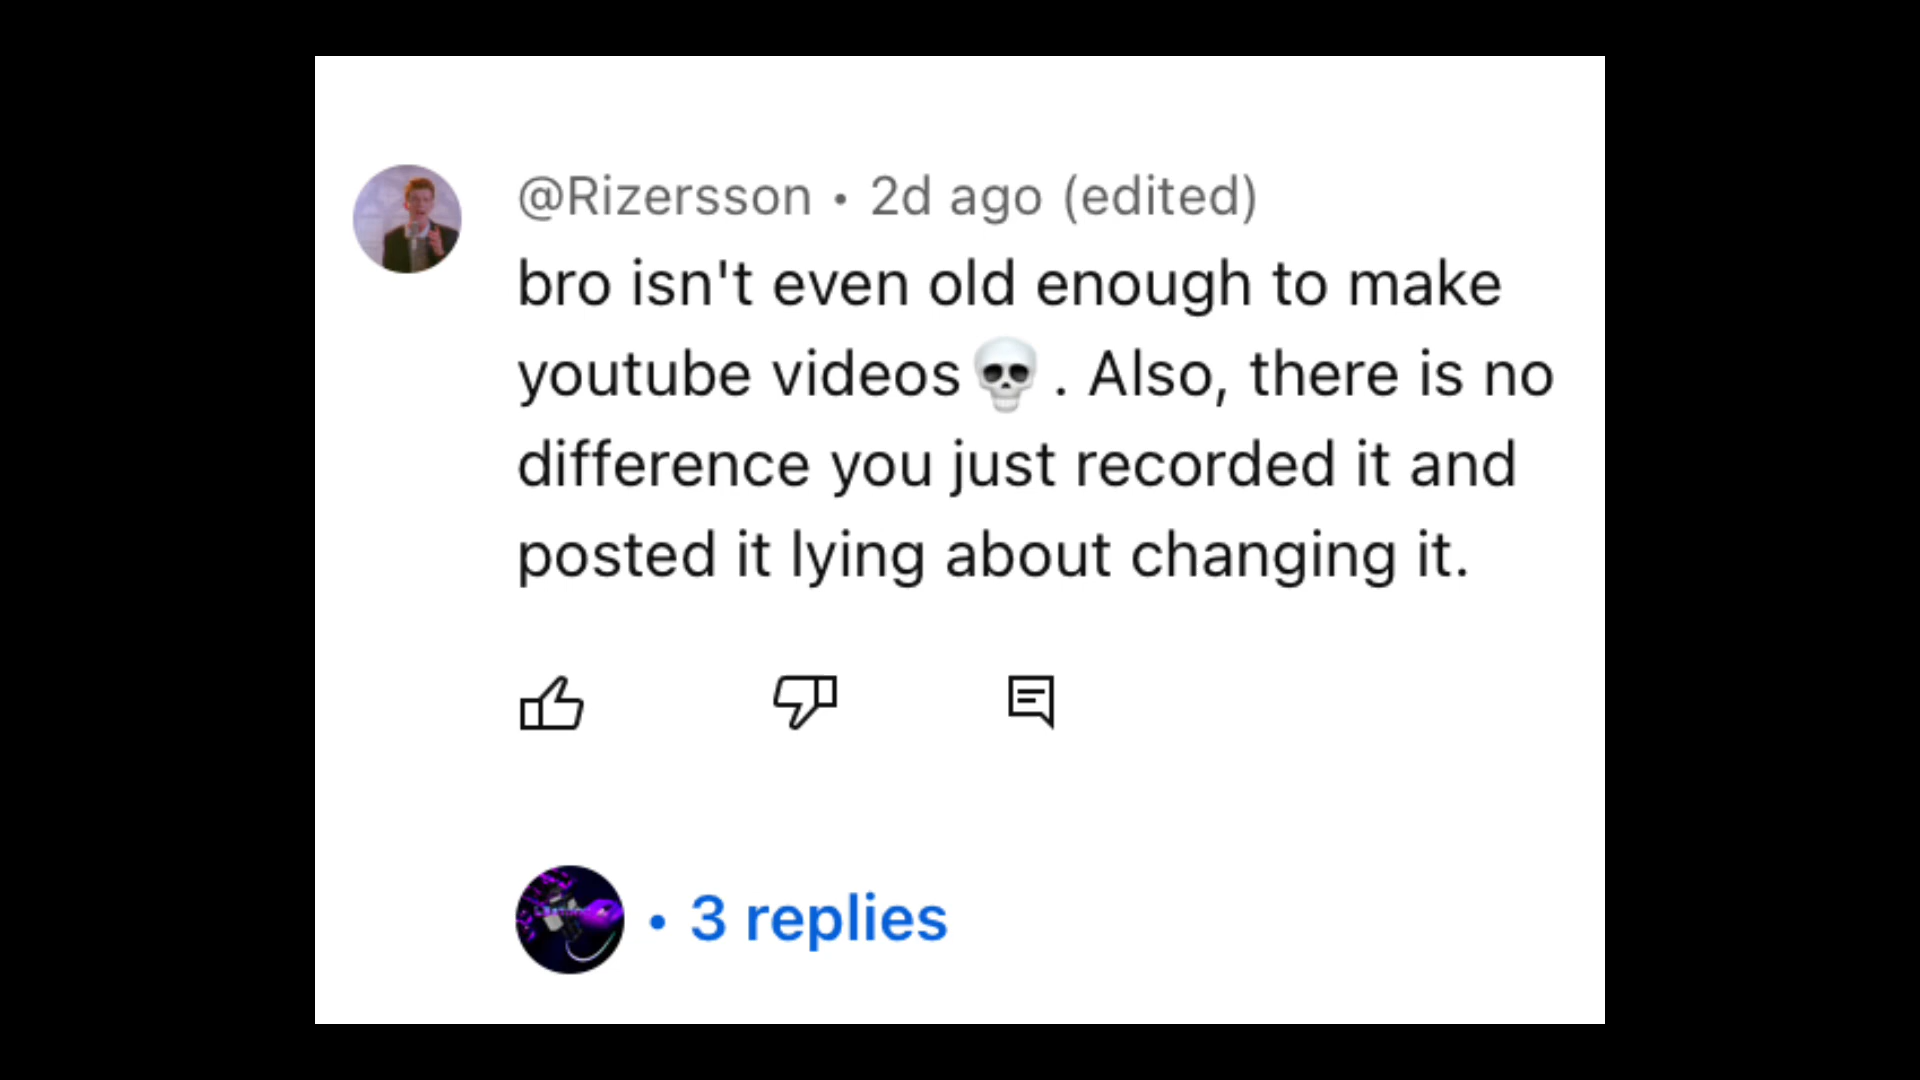 @Rizersson • 2d ago (edited)
bro isn't even old enough to make
youtube videos💀. Also, there is no
difference you just recorded it and
posted it lying about changing it.
• 3 replies